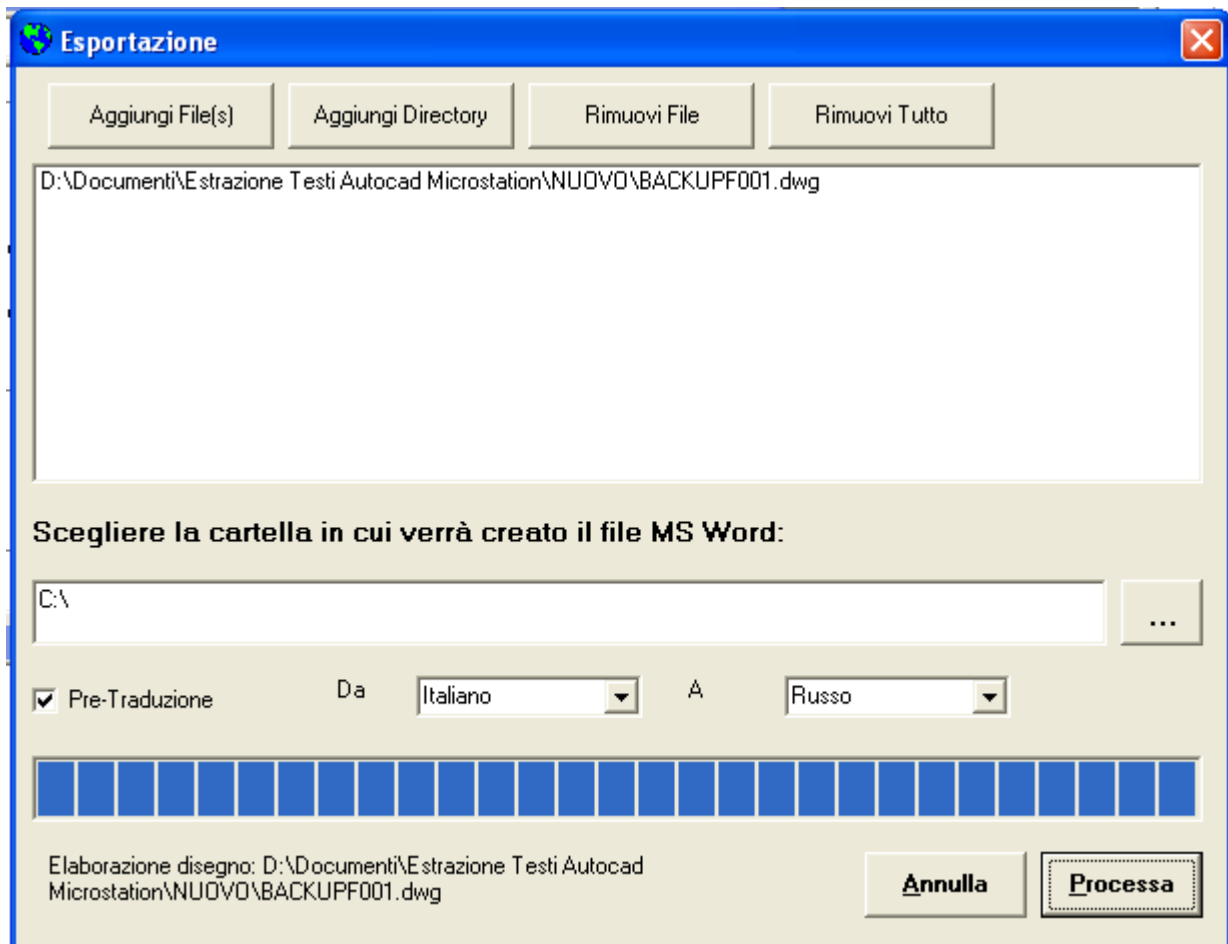 Esportazione
Aggiungi File(s) Aggiungi Directory Rimuovi File Rimuovi Tutto
D:\Documenti\Estrazione Testi Autocad Microstation\NUOVO\BACKUPF001.dwg
Scegliere la cartella in cui verrà creato il file MS Word:
C:\
...
Pre-Traduzione Da Italiano A Russo
Elaborazione disegno: D:\Documenti\Estrazione Testi Autocad
Microstation\NUOVO\BACKUPF001.dwg
Annulla Processa